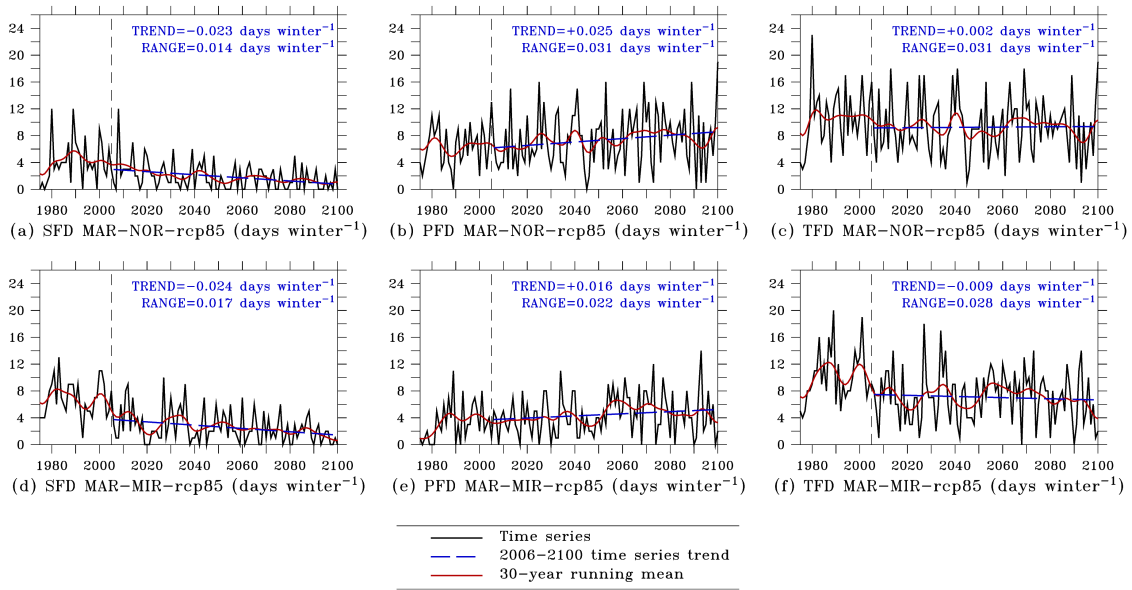 TREND=−0.023 days winter⁻¹
RANGE=0.014 days winter⁻¹
24
20
16
12
8
4
0
1980 2000 2020 2040 2060 2080 2100
(a) SFD MAR−NOR−rcp85 (days winter⁻¹)
TREND=+0.025 days winter⁻¹
RANGE=0.031 days winter⁻¹
24
20
16
12
8
4
0
1980 2000 2020 2040 2060 2080 2100
(b) PFD MAR−NOR−rcp85 (days winter⁻¹)
TREND=+0.002 days winter⁻¹
RANGE=0.031 days winter⁻¹
24
20
16
12
8
4
0
1980 2000 2020 2040 2060 2080 2100
(c) TFD MAR−NOR−rcp85 (days winter⁻¹)
TREND=−0.024 days winter⁻¹
RANGE=0.017 days winter⁻¹
24
20
16
12
8
4
0
1980 2000 2020 2040 2060 2080 2100
(d) SFD MAR−MIR−rcp85 (days winter⁻¹)
TREND=+0.016 days winter⁻¹
RANGE=0.022 days winter⁻¹
24
20
16
12
8
4
0
1980 2000 2020 2040 2060 2080 2100
(e) PFD MAR−MIR−rcp85 (days winter⁻¹)
TREND=−0.009 days winter⁻¹
RANGE=0.028 days winter⁻¹
24
20
16
12
8
4
0
1980 2000 2020 2040 2060 2080 2100
(f) TFD MAR−MIR−rcp85 (days winter⁻¹)
Time series
2006−2100 time series trend
30−year running mean